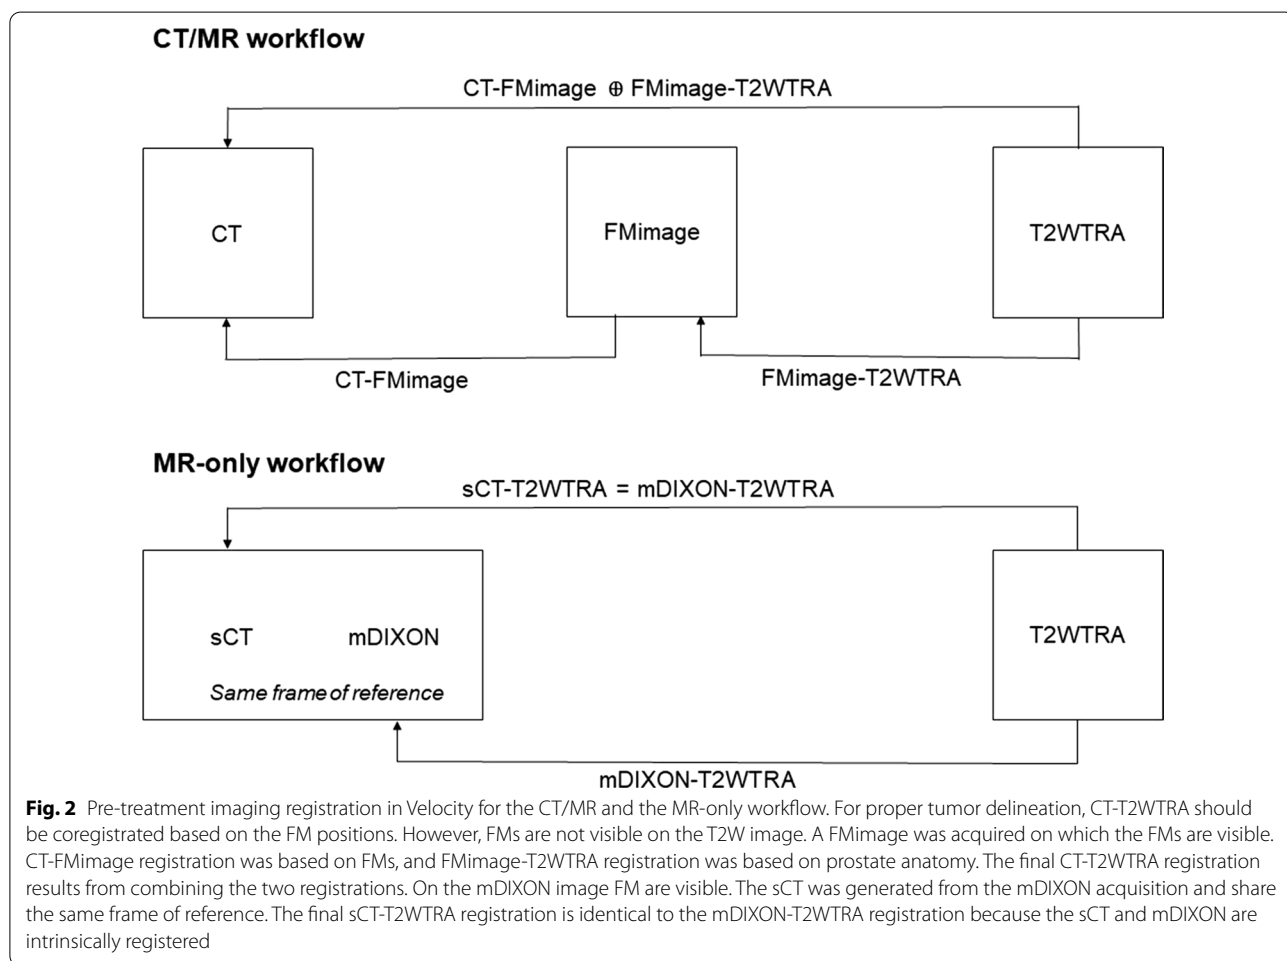 CT/MR workflow
CT-FMimage ⊕ FMimage-T2WTRA
CT
FMimage
T2WTRA
CT-FMimage
FMimage-T2WTRA
MR-only workflow
sCT-T2WTRA = mDIXON-T2WTRA
sCT
mDIXON
T2WTRA
Same frame of reference
mDIXON-T2WTRA
Fig. 2 Pre-treatment imaging registration in Velocity for the CT/MR and the MR-only workflow. For proper tumor delineation, CT-T2WTRA should
be coregistrated based on the FM positions. However, FMs are not visible on the T2W image. A FMimage was acquired on which the FMs are visible.
CT-FMimage registration was based on FMs, and FMimage-T2WTRA registration was based on prostate anatomy. The final CT-T2WTRA registration
results from combining the two registrations. On the mDIXON image FM are visible. The sCT was generated from the mDIXON acquisition and share
the same frame of reference. The final sCT-T2WTRA registration is identical to the mDIXON-T2WTRA registration because the sCT and mDIXON are
intrinsically registered